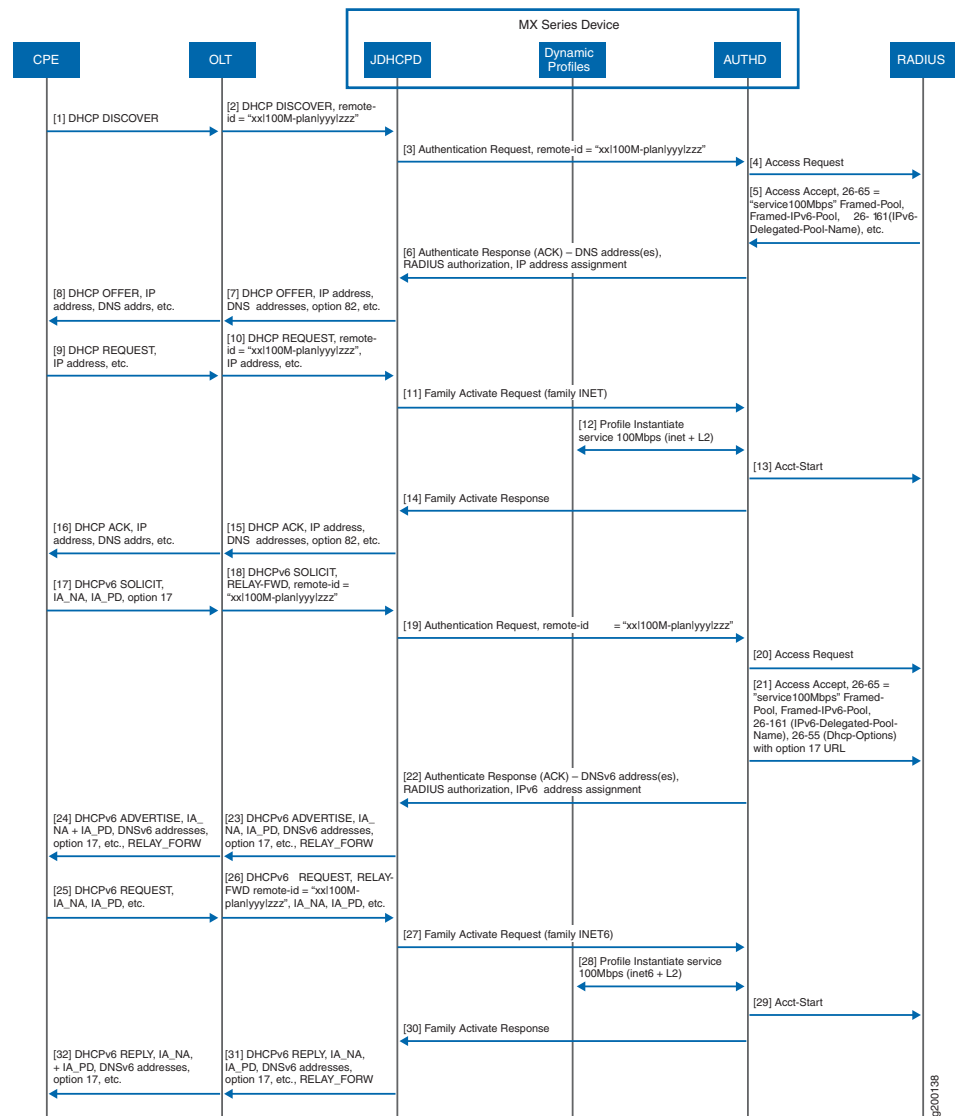 MX Series Device
CPE
OLT
JDHCPD
Dynamic
Profiles
AUTHD
RADIUS
[1] DHCP DISCOVER
[2] DHCP DISCOVER, remote-
id = “xx|100M-plan|yyy|zzz”
[3] Authentication Request, remote-id = “xx|100M-plan|yyy|zzz”
[4] Access Request
[5] Access Accept, 26-65 =
“service100Mbps” Framed-Pool,
Framed-IPv6-Pool, 26- 161(IPv6-
Delegated-Pool-Name), etc.
[6] Authenticate Response (ACK) – DNS address(es),
RADIUS authorization, IP address assignment
[8] DHCP OFFER, IP
address, DNS addrs, etc.
[7] DHCP OFFER, IP address,
DNS addresses, option 82, etc.
[9] DHCP REQUEST,
IP address, etc.
[10] DHCP REQUEST, remote-
id = “xx|100M-plan|yyy|zzz”,
IP address, etc.
[11] Family Activate Request (family INET)
[12] Profile Instantiate
service 100Mbps (inet + L2)
[13] Acct-Start
[14] Family Activate Response
[16] DHCP ACK, IP
address, DNS addrs, etc.
[15] DHCP ACK, IP address,
DNS addresses, option 82, etc.
[17] DHCPv6 SOLICIT,
IA_NA, IA_PD, option 17
[18] DHCPv6 SOLICIT,
RELAY-FWD, remote-id =
“xx|100M-plan|yyy|zzz”
[19] Authentication Request, remote-id = “xx|100M-plan|yyy|zzz”
[20] Access Request
[21] Access Accept, 26-65 =
”service100Mbps” Framed-
Pool, Framed-IPv6-Pool,
26-161 (IPv6-Delegated-Pool-
Name), 26-55 (Dhcp-Options)
with option 17 URL
[22] Authenticate Response (ACK) – DNSv6 address(es),
RADIUS authorization, IPv6 address assignment
[24] DHCPv6 ADVERTISE, IA_
NA + IA_PD, DNSv6 addresses,
option 17, etc., RELAY_FORW
[23] DHCPv6 ADVERTISE, IA_
NA, IA_PD, DNSv6 addresses,
option 17, etc., RELAY_FORW
[25] DHCPv6 REQUEST,
IA_NA, IA_PD, etc.
[26] DHCPv6 REQUEST, RELAY-
FWD remote-id = “xx|100M-
plan|yyy|zzz”, IA_NA, IA_PD, etc.
[27] Family Activate Request (family INET6)
[28] Profile Instantiate service
100Mbps (inet6 + L2)
[29] Acct-Start
[30] Family Activate Response
[32] DHCPv6 REPLY, IA_NA,
+ IA_PD, DNSv6 addresses,
option 17, etc.
[31] DHCPv6 REPLY, IA_NA,
IA_PD, DNSv6 addresses,
option 17, etc., RELAY_FORW
g200138